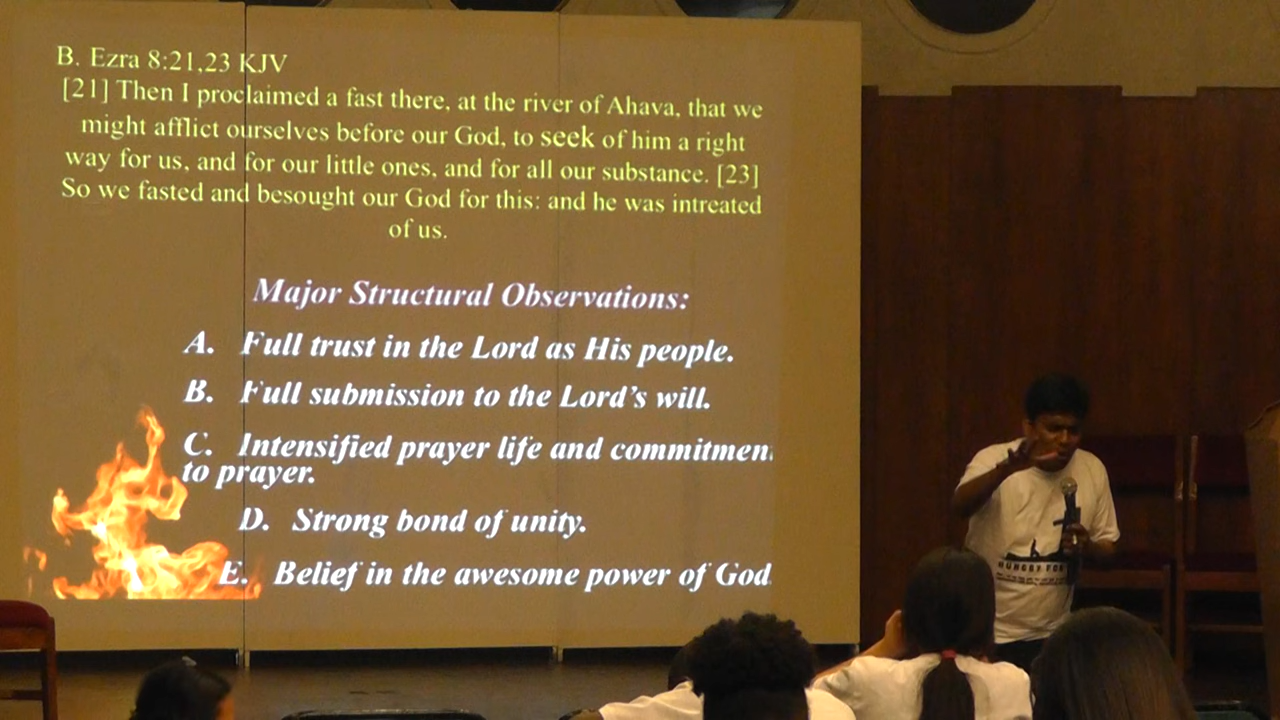 B. Ezra 8:21,23 KJV
[21] Then I proclaimed a fast there, at the river of Ahava, that we
might afflict ourselves before our God, to seek of him a right
way for us, and for our little ones, and for all our substance. [23]
So we fasted and besought our God for this: and he was intreated
of us.
Major Structural Observations:
A. Full trust in the Lord as His people.
B. Full submission to the Lord's will.
C. Intensified prayer life and commitmen
to prayer.
D. Strong bond of unity.
E. Belief in the awesome power of God
HUNGRY FOR